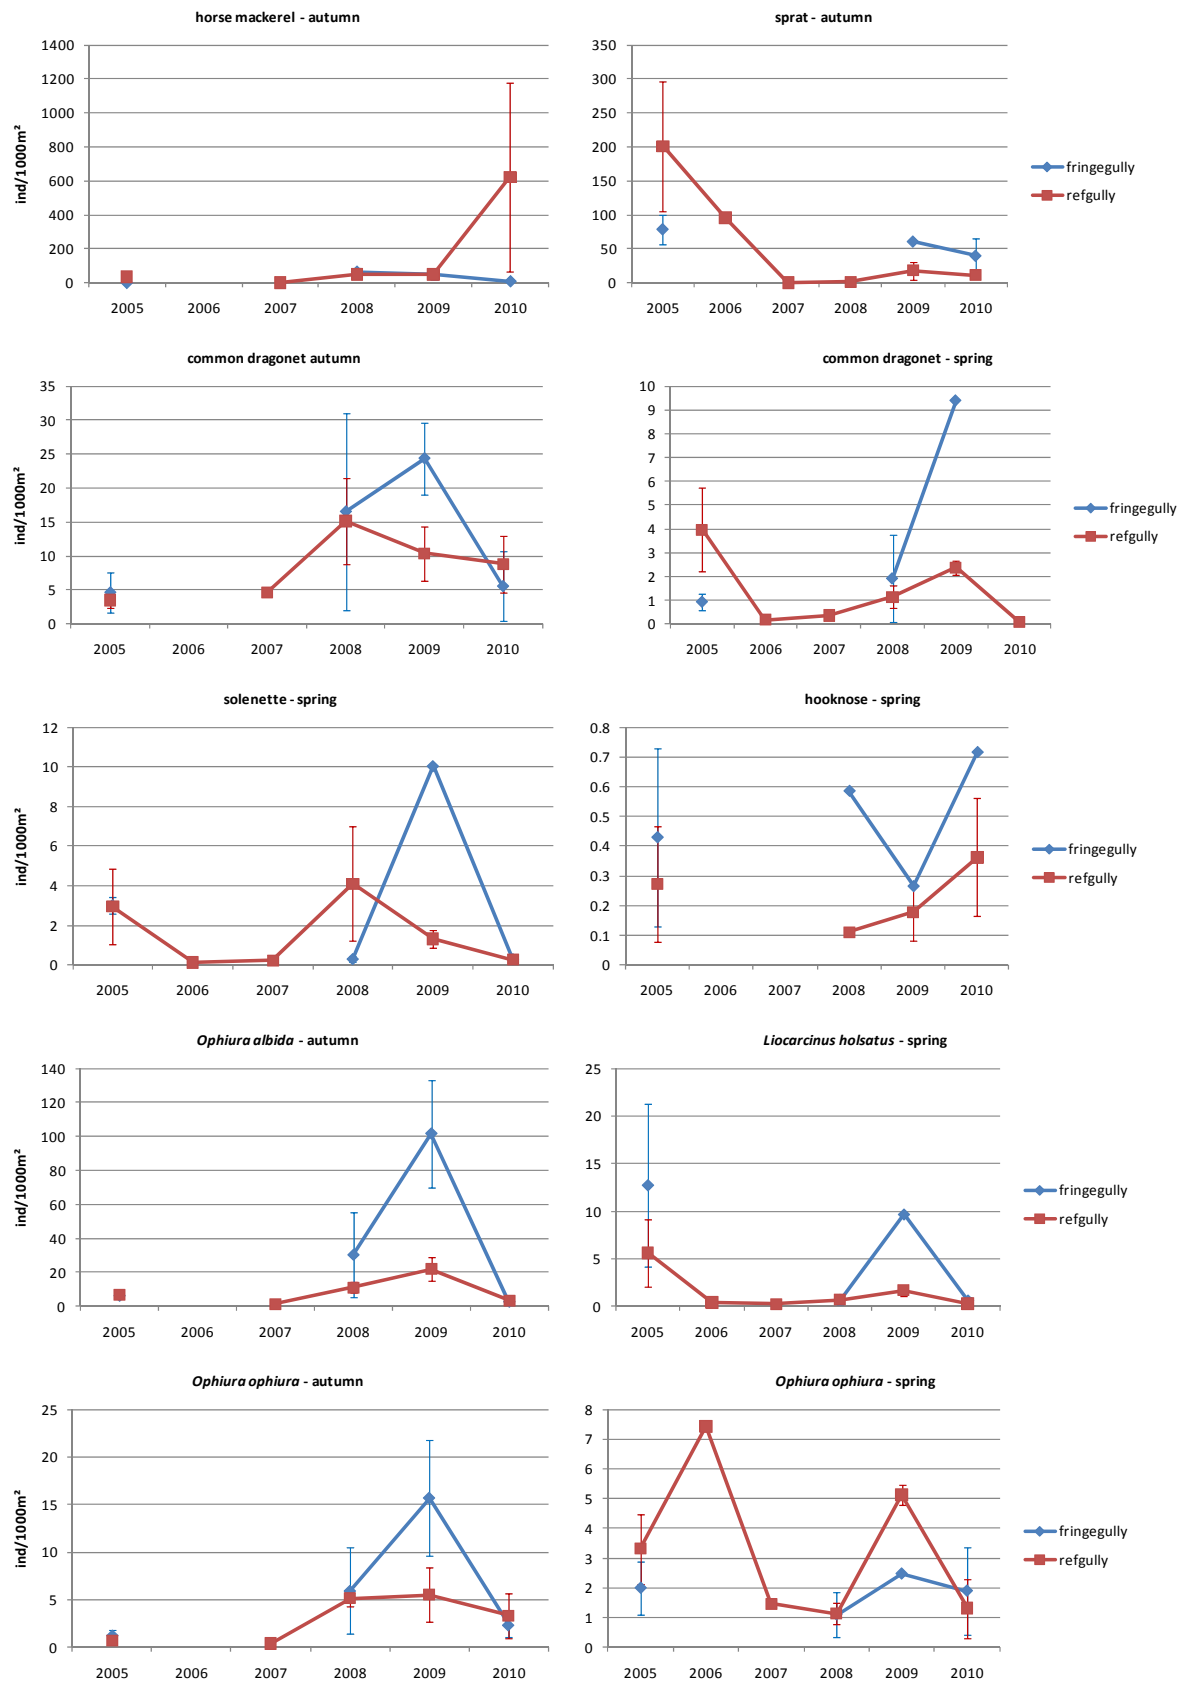 horse mackerel - autumn
1400
1200
1000
800
600
400
200
0
ind/1000m²
2005 2006 2007 2008 2009 2010
sprat - autumn
350
300
250
200
150
100
50
0
2005 2006 2007 2008 2009 2010
fringegully
refgully
common dragonet autumn
35
30
25
20
15
10
5
0
ind/1000m²
2005 2006 2007 2008 2009 2010
common dragonet - spring
10
9
8
7
6
5
4
3
2
1
0
2005 2006 2007 2008 2009 2010
fringegully
refgully
solenette - spring
12
10
8
6
4
2
0
ind/1000m²
2005 2006 2007 2008 2009 2010
hooknose - spring
0.8
0.7
0.6
0.5
0.4
0.3
0.2
0.1
0
2005 2006 2007 2008 2009 2010
fringegully
refgully
Ophiura albida - autumn
140
120
100
80
60
40
20
0
ind/1000m²
2005 2006 2007 2008 2009 2010
Liocarcinus holsatus - spring
25
20
15
10
5
0
2005 2006 2007 2008 2009 2010
fringegully
refgully
Ophiura ophiura - autumn
25
20
15
10
5
0
ind/1000m²
2005 2006 2007 2008 2009 2010
Ophiura ophiura - spring
8
7
6
5
4
3
2
1
0
2005 2006 2007 2008 2009 2010
fringegully
refgully